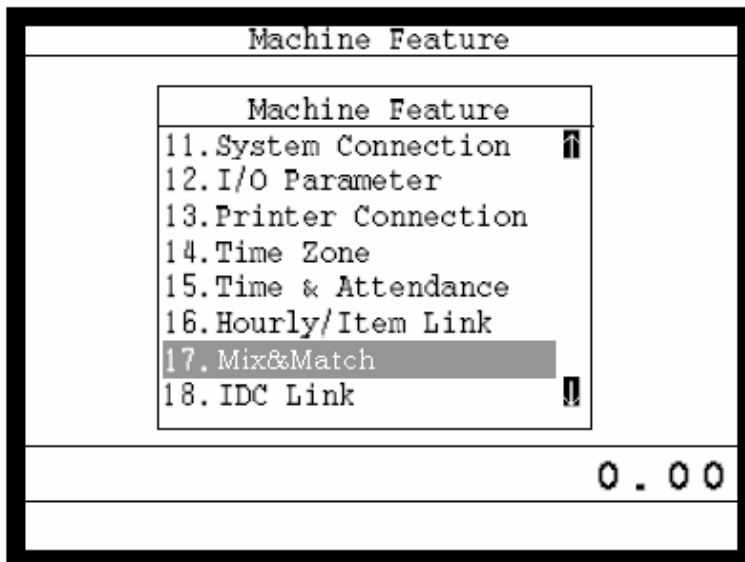 Machine Feature
Machine Feature
11.System Connection
12.I/O Parameter
13.Printer Connection
14.Time Zone
15.Time & Attendance
16.Hourly/Item Link
17.Mix&Match
18.IDC Link
0.00